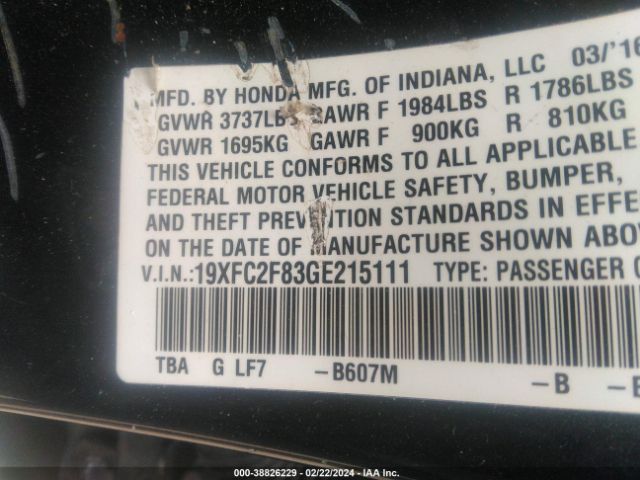 MFD. BY HONDA MFG. OF INDIANA, LLC 03/'16
GVWR 3737LBS GAWR F 1984LBS R 1786LBS
GVWR 1695KG GAWR F 900KG R 810KG
THIS VEHICLE CONFORMS TO ALL APPLICABLE
FEDERAL MOTOR VEHICLE SAFETY, BUMPER,
AND THEFT PREVENTION STANDARDS IN EFFE
ON THE DATE OF MANUFACTURE SHOWN ABO
V.I.N.:19XFC2F83GE215111 TYPE: PASSENGER C
TBA G LF7 -B607M -B -E
000-38826229 - 02/22/2024 - IAA Inc.